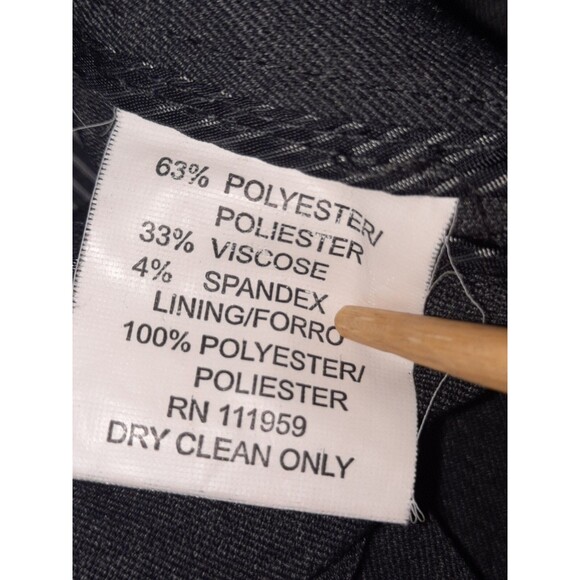 63% POLYESTER/
POLIESTER
33% VISCOSE
4% SPANDEX
LINING/FORRO
100% POLYESTER/
POLIESTER
RN 111959
DRY CLEAN ONLY